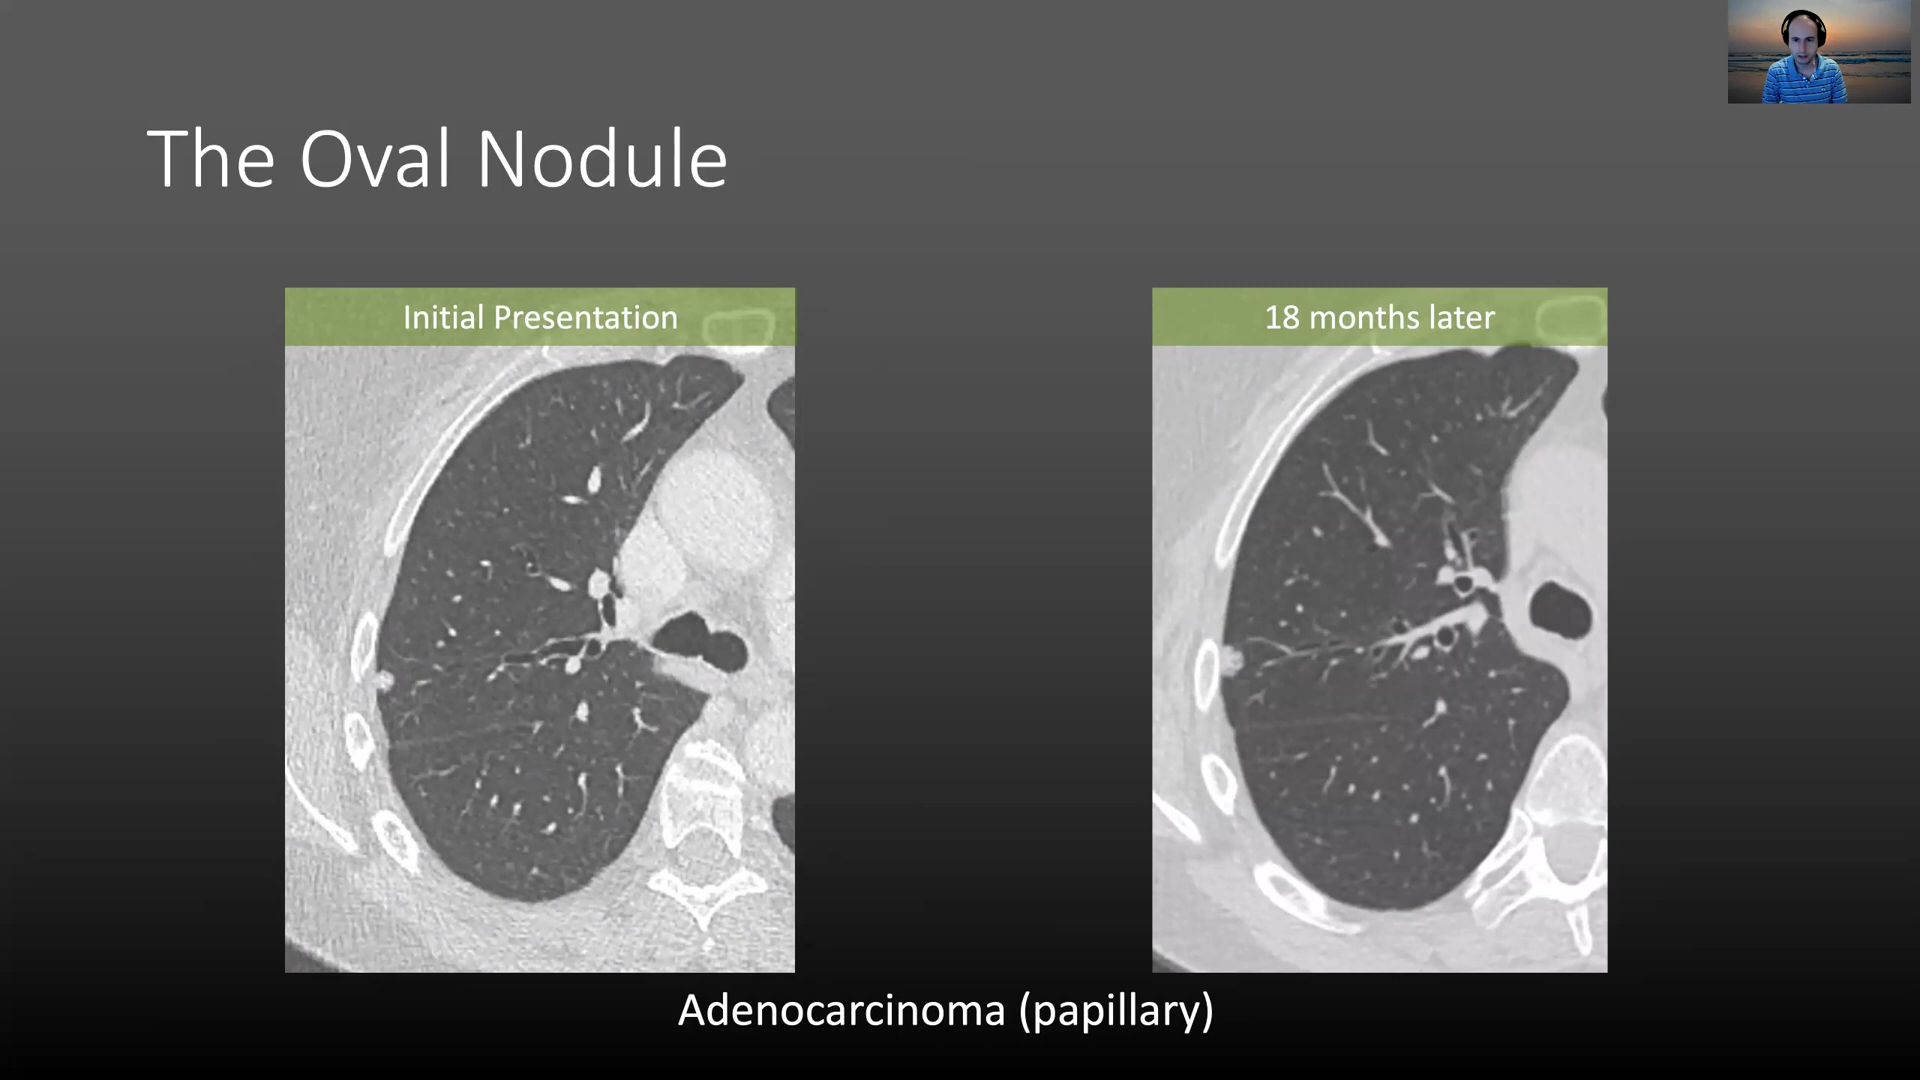 The Oval Nodule
Initial Presentation
18 months later
Adenocarcinoma (papillary)